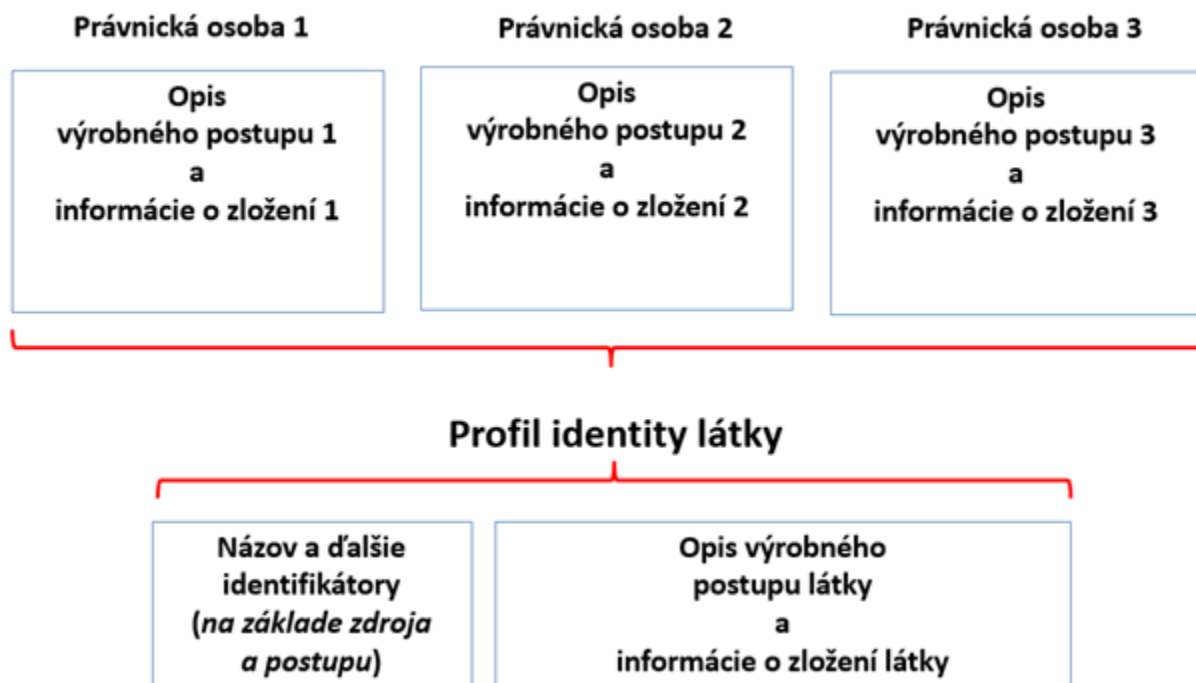 Právnická osoba 1
Právnická osoba 2
Právnická osoba 3
Opis
výrobného postupu 1
a
informácie o zložení 1
Opis
výrobného postupu 2
a
informácie o zložení 2
Opis
výrobného postupu 3
a
informácie o zložení 3
Profil identity látky
Názov a ďalšie
identifikátory
(na základe zdroja
a postupu)
Opis výrobného
postupu látky
a
informácie o zložení látky